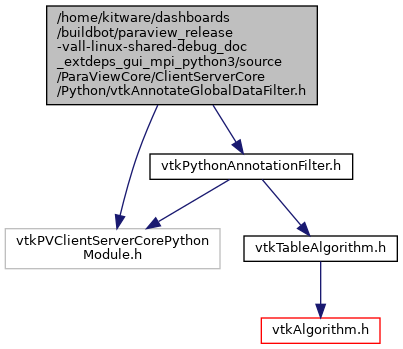 /home/kitware/dashboards
/buildbot/paraview_release
-vall-linux-shared-debug_doc
_extdeps_gui_mpi_python3/source
/ParaViewCore/ClientServerCore
/Python/vtkAnnotateGlobalDataFilter.h
vtkPythonAnnotationFilter.h
vtkPVClientServerCorePython
Module.h
vtkTableAlgorithm.h
vtkAlgorithm.h